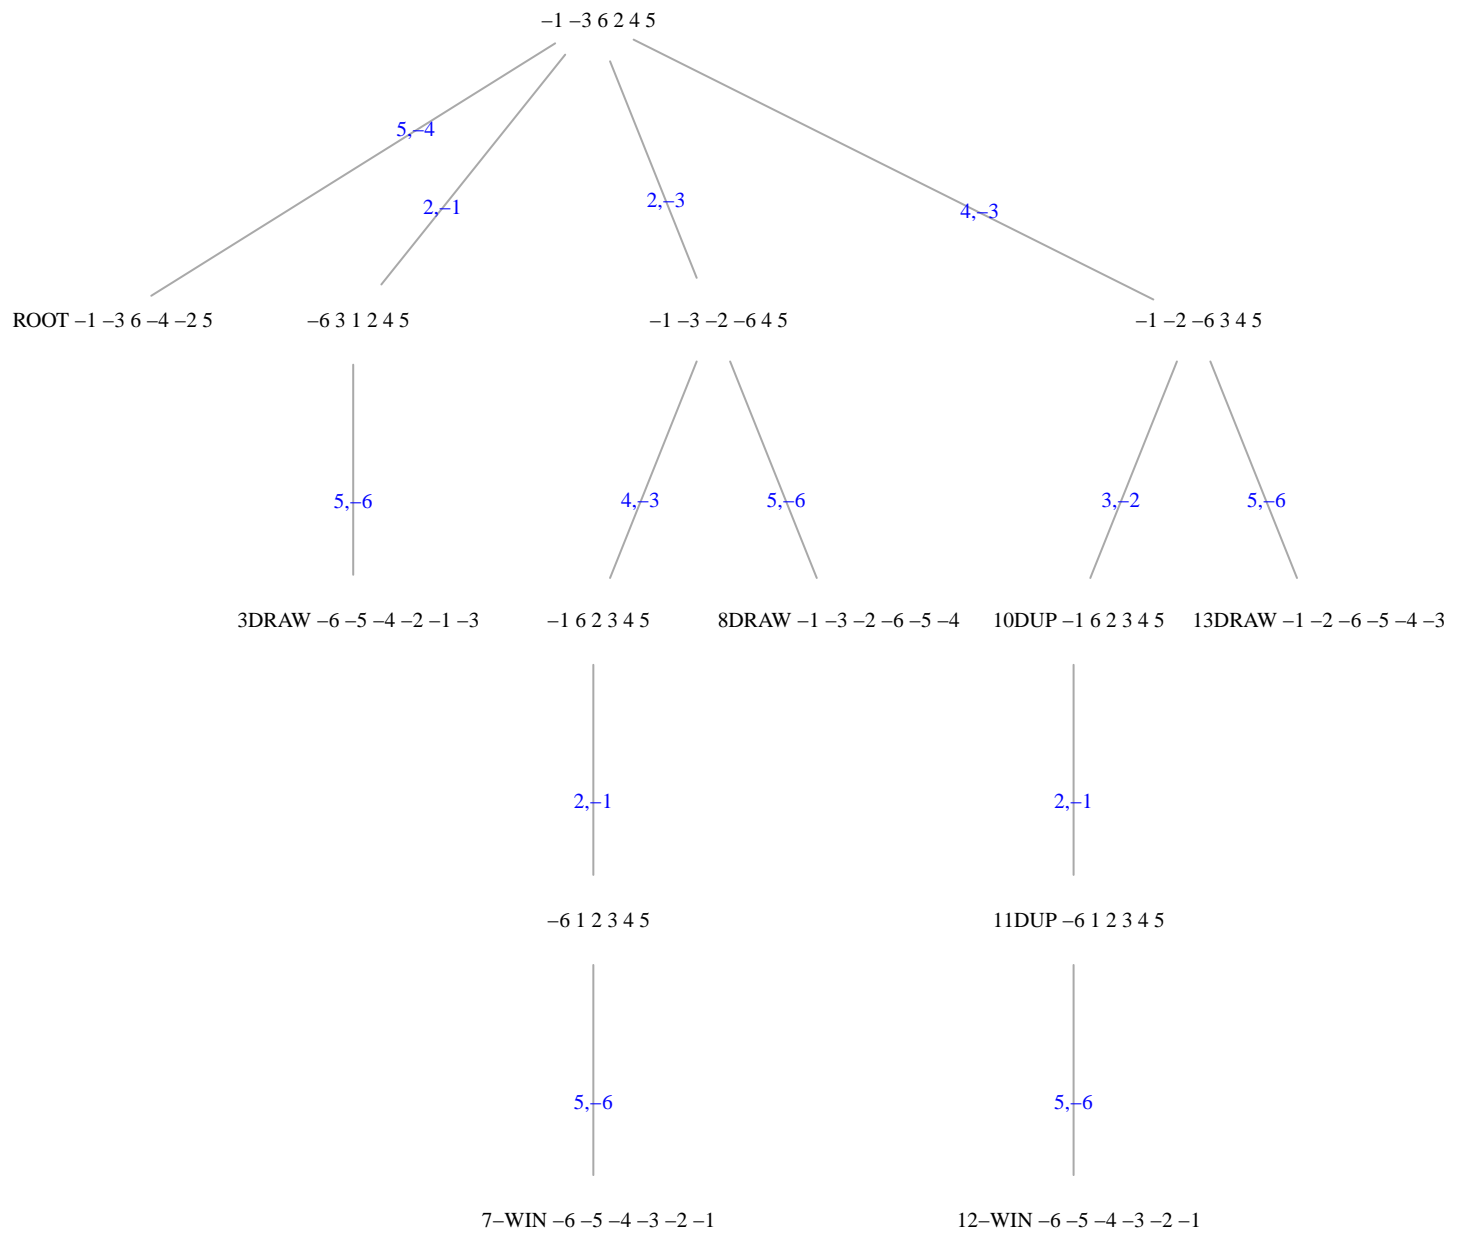 −1 −3 6 2 4 5
5,−4
2,−1
2,−3
4,−3
ROOT −1 −3 6 −4 −2 5
−6 3 1 2 4 5
−1 −3 −2 −6 4 5
−1 −2 −6 3 4 5
5,−6
4,−3
5,−6
3,−2
5,−6
3DRAW −6 −5 −4 −2 −1 −3
−1 6 2 3 4 5
8DRAW −1 −3 −2 −6 −5 −4
10DUP −1 6 2 3 4 5
13DRAW −1 −2 −6 −5 −4 −3
2,−1
2,−1
−6 1 2 3 4 5
11DUP −6 1 2 3 4 5
5,−6
5,−6
7−WIN −6 −5 −4 −3 −2 −1
12−WIN −6 −5 −4 −3 −2 −1